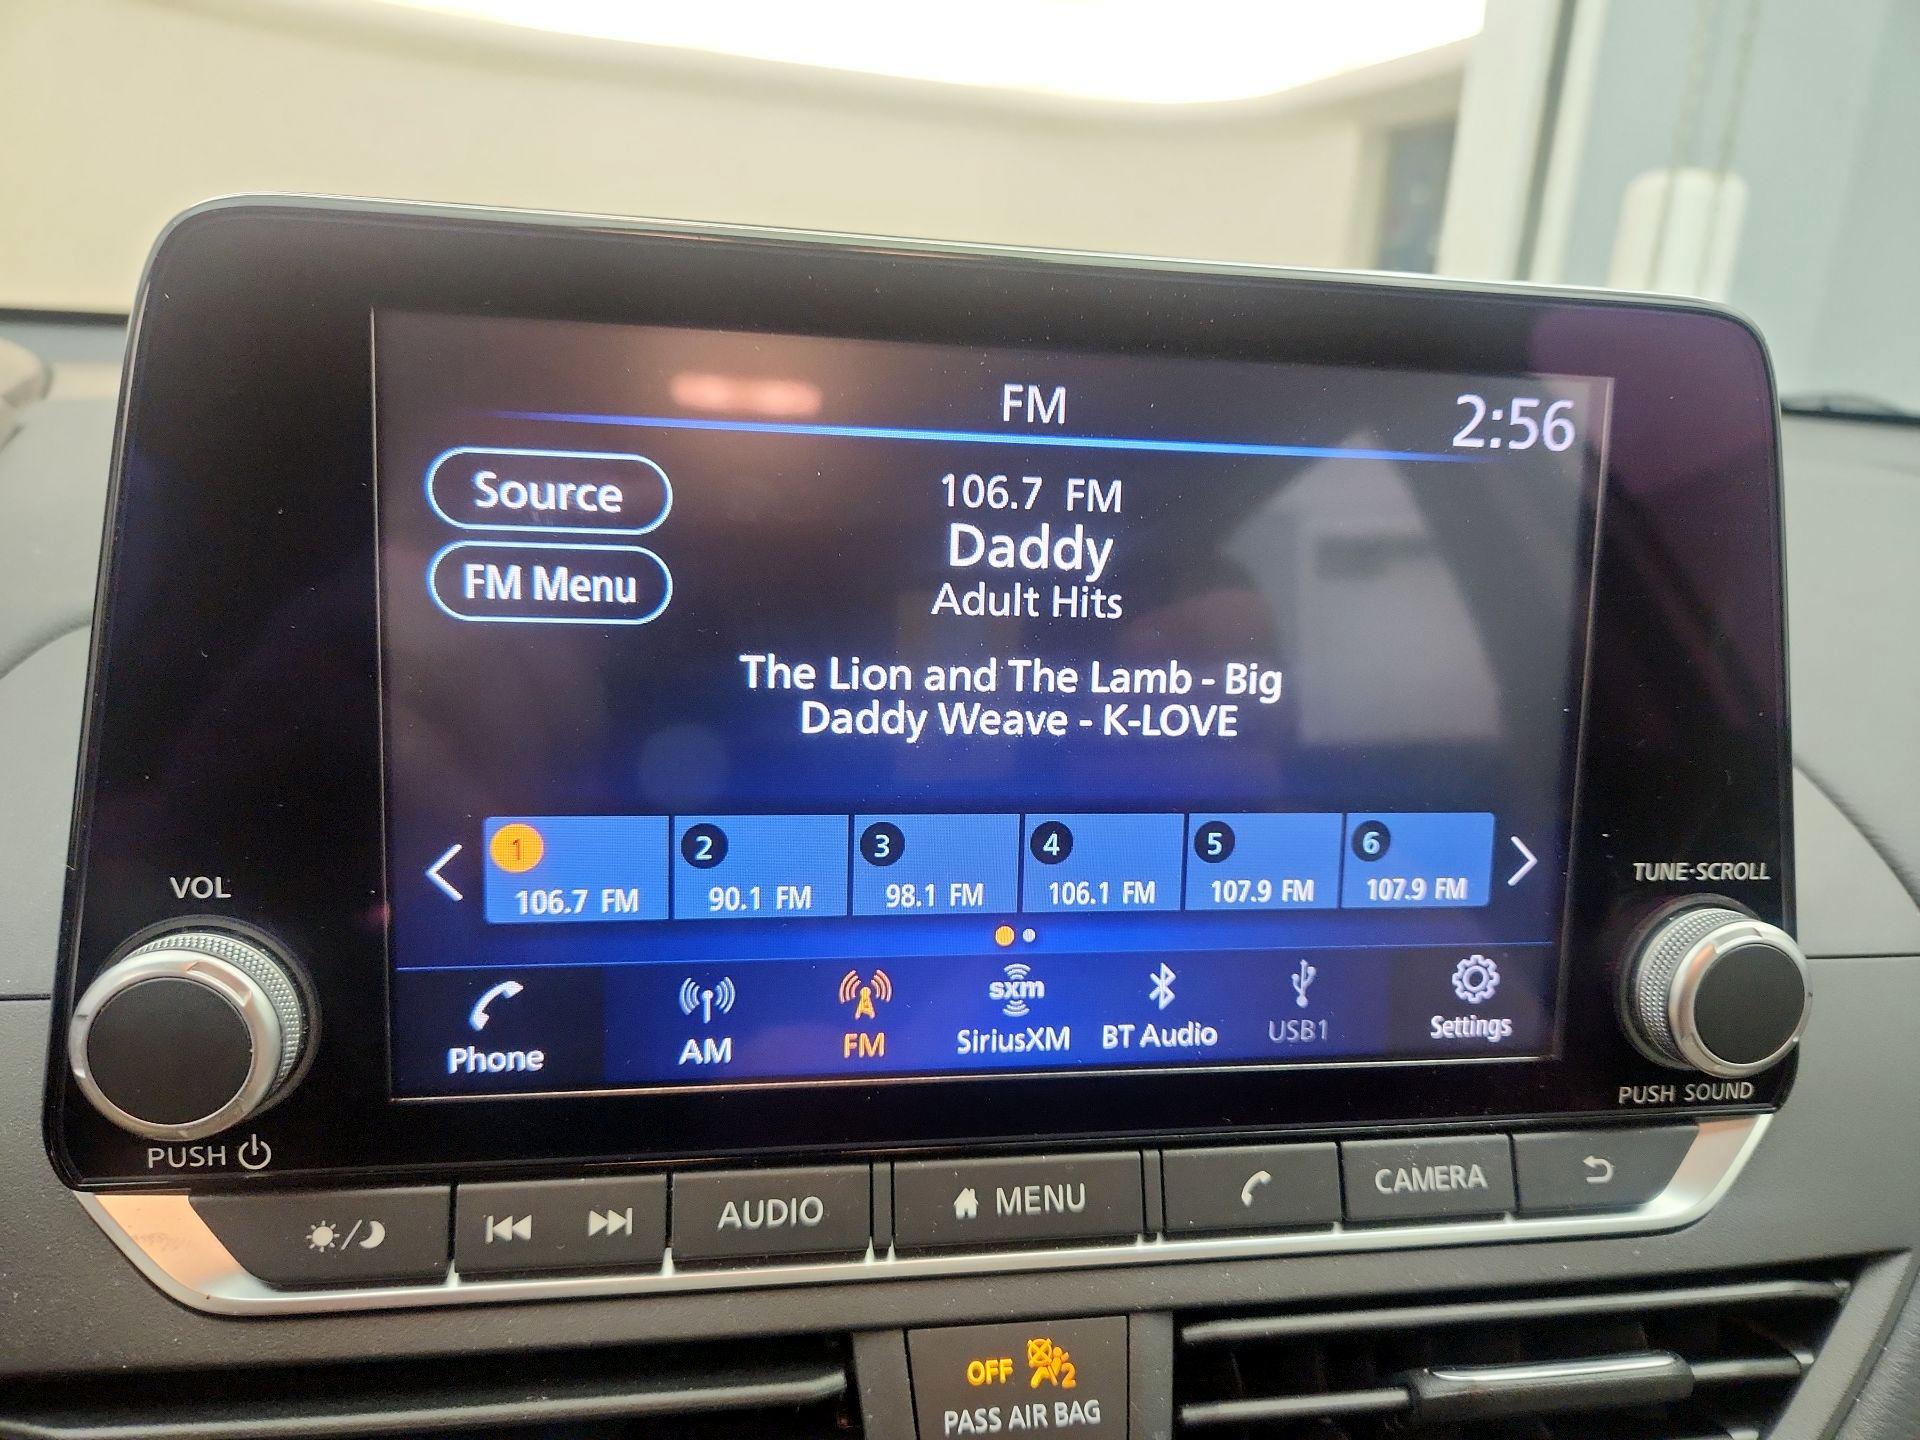 FM
2:56
Source
106.7 FM
Daddy
FM Menu
Adult Hits
The Lion and The Lamb - Big
Daddy Weave - K-LOVE
1
106.7 FM
2
90.1 FM
3
98.1 FM
4
106.1 FM
5
107.9 FM
6
107.9 FM
Phone
AM
FM
sxm
SiriusXM
BT Audio
USB1
Settings
VOL
PUSH
TUNE·SCROLL
PUSH SOUND
AUDIO
MENU
CAMERA
OFF 2
PASS AIR BAG